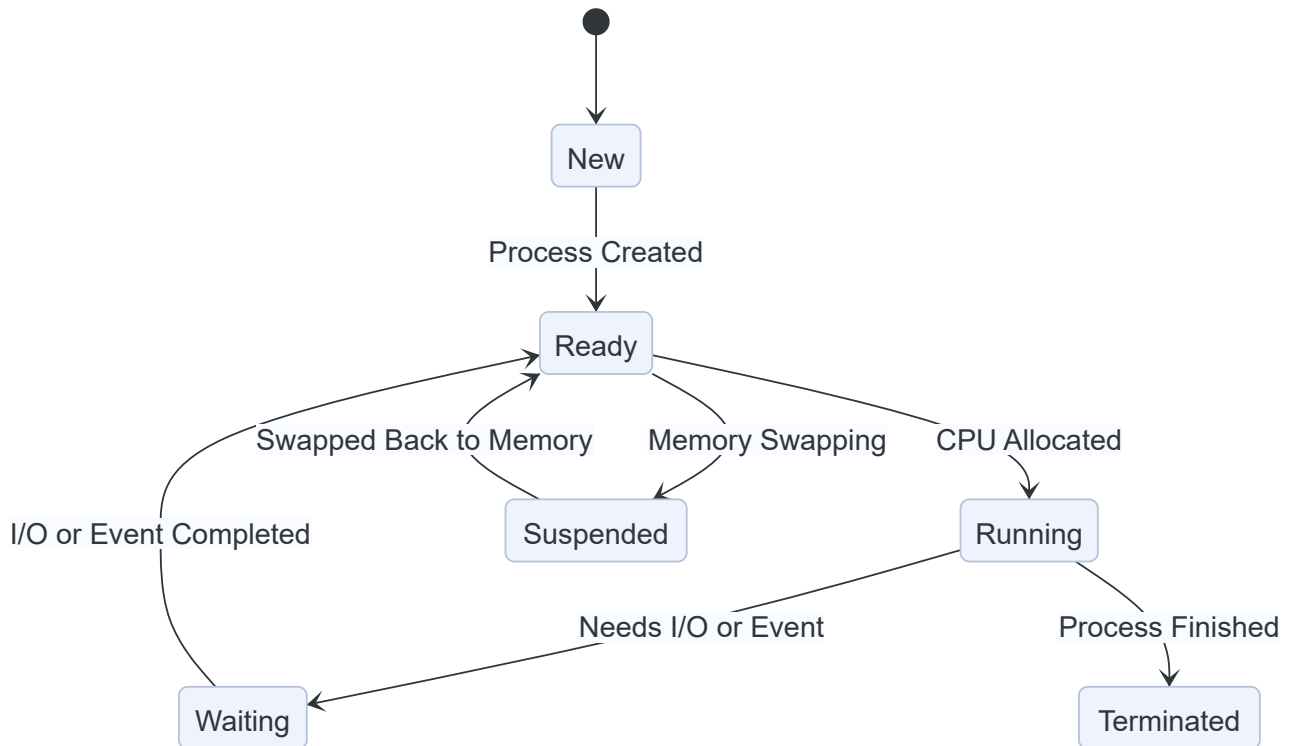 New
Process Created
Ready
Swapped Back to Memory
Memory Swapping
CPU Allocated
I/O or Event Completed
Suspended
Running
Needs I/O or Event
Process Finished
Waiting
Terminated